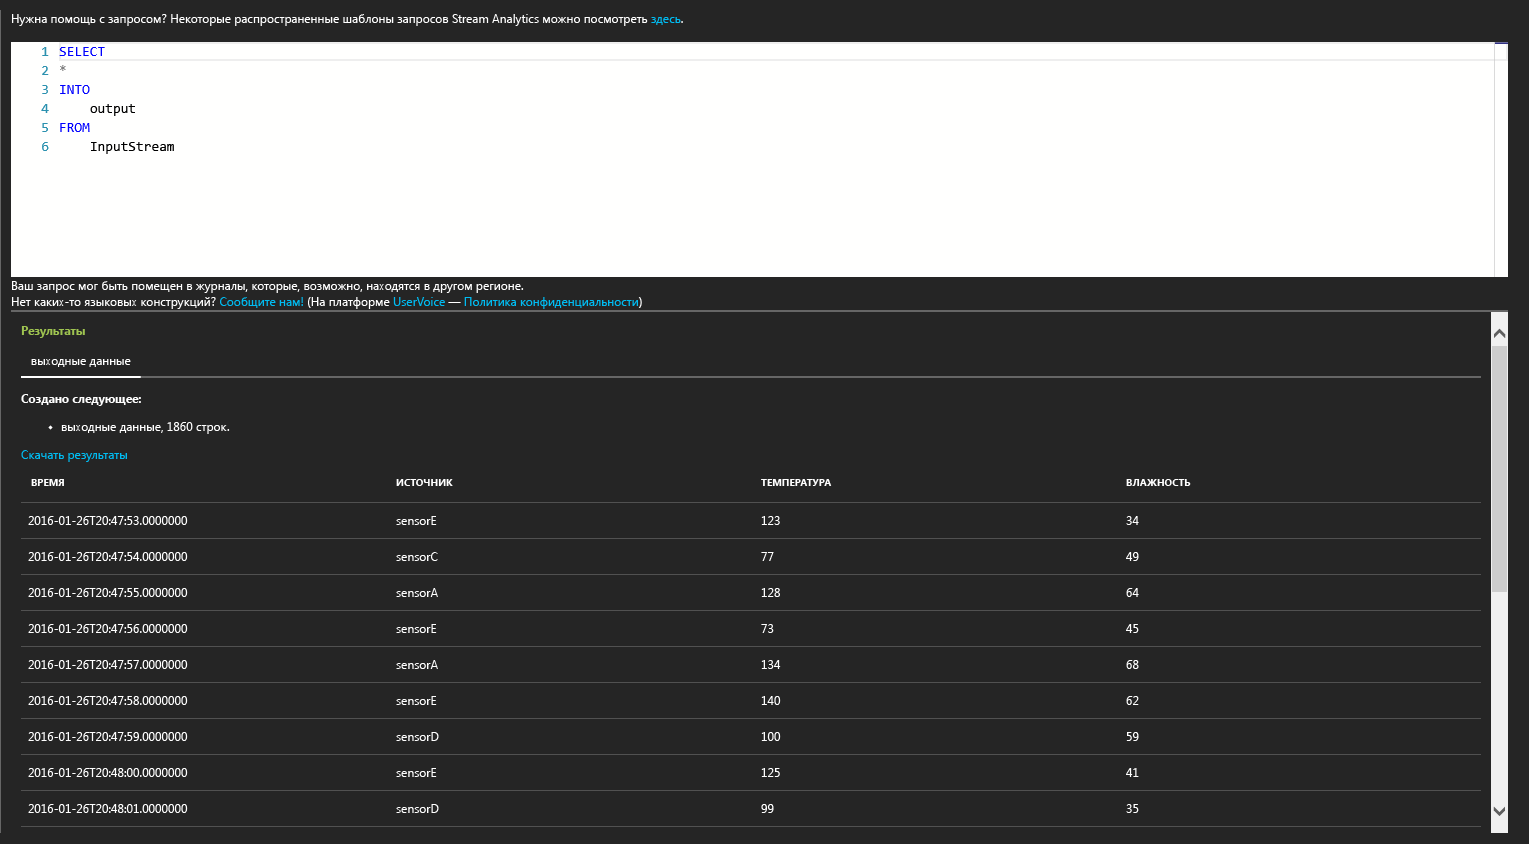 Нужна помощь с запросом? Некоторые распространенные шаблоны запросов Stream Analytics можно посмотреть здесь.
1 SELECT
2 *
3 INTO
4 output
5 FROM
6 InputStream
Ваш запрос мог быть помещен в журналы, которые, возможно, находятся в другом регионе.
Нет каких-то языковых конструкций? Сообщите нам! (На платформе UserVoice — Политика конфиденциальности)
Результаты
выходные данные
Создано следующее:
• выходные данные, 1860 строк.
Скачать результаты
ВРЕМЯ ИСТОЧНИК ТЕМПЕРАТУРА ВЛАЖНОСТЬ
2016-01-26T20:47:53.0000000 sensorE 123 34
2016-01-26T20:47:54.0000000 sensorC 77 49
2016-01-26T20:47:55.0000000 sensorA 128 64
2016-01-26T20:47:56.0000000 sensorE 73 45
2016-01-26T20:47:57.0000000 sensorA 134 68
2016-01-26T20:47:58.0000000 sensorE 140 62
2016-01-26T20:47:59.0000000 sensorD 100 59
2016-01-26T20:48:00.0000000 sensorE 125 41
2016-01-26T20:48:01.0000000 sensorD 99 35